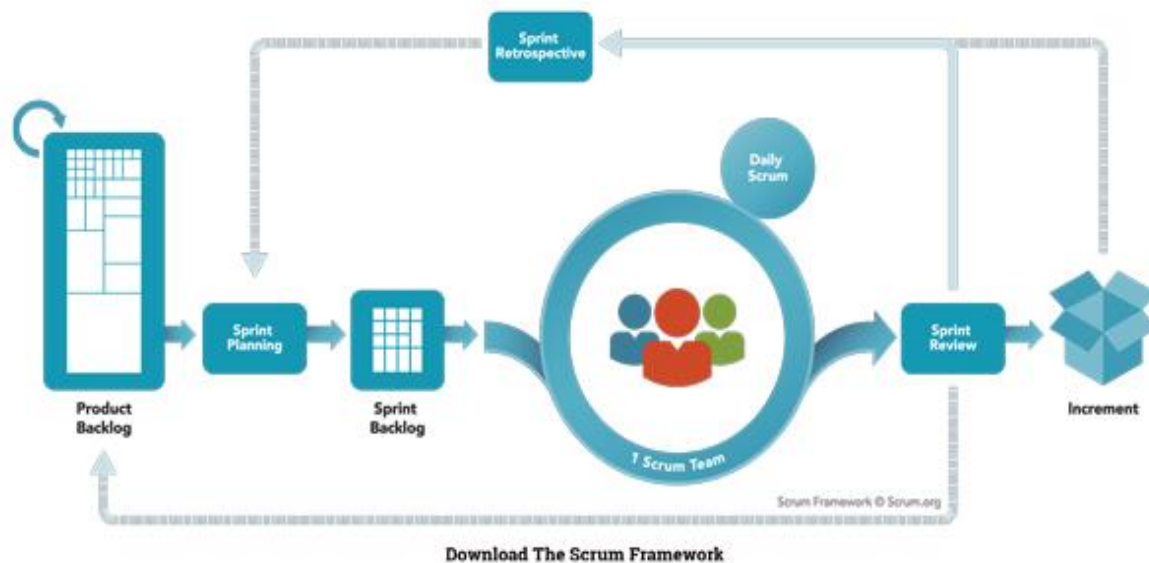 Sprint
Retrospective
Daily
Scrum
Sprint
Planning
Sprint
Review
Product
Backlog
Sprint
Backlog
Increment
1 Scrum Team
Scrum Framework © Scrum.org
Download The Scrum Framework